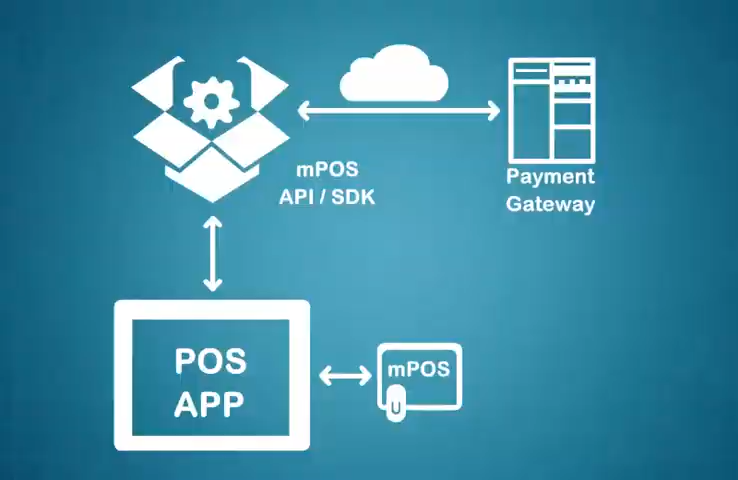 mPOS
API / SDK
Payment
Gateway
POS
APP
mPOS
U